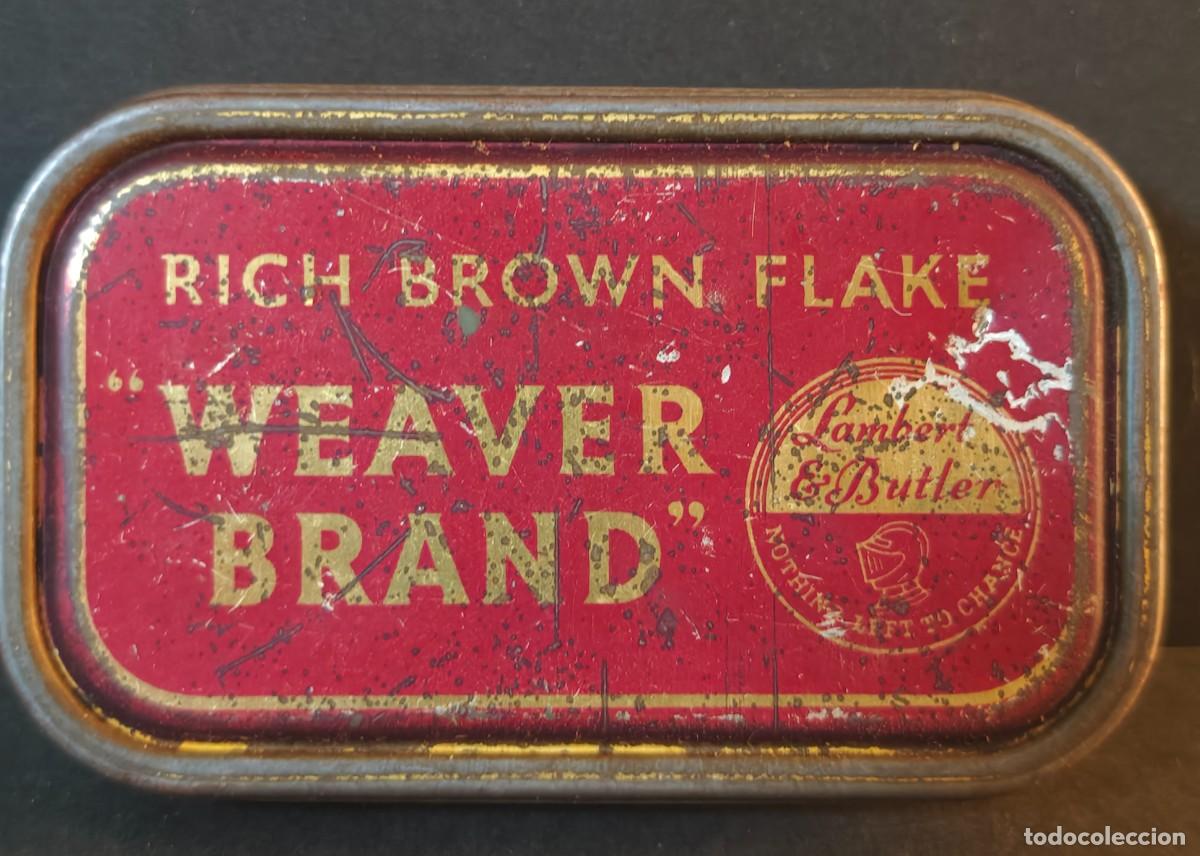 RICH BROWN FLAKE
“WEAVER
BRAND”
Lambert
& Butler
NOTHING LEFT TO CHANCE
todocoleccion